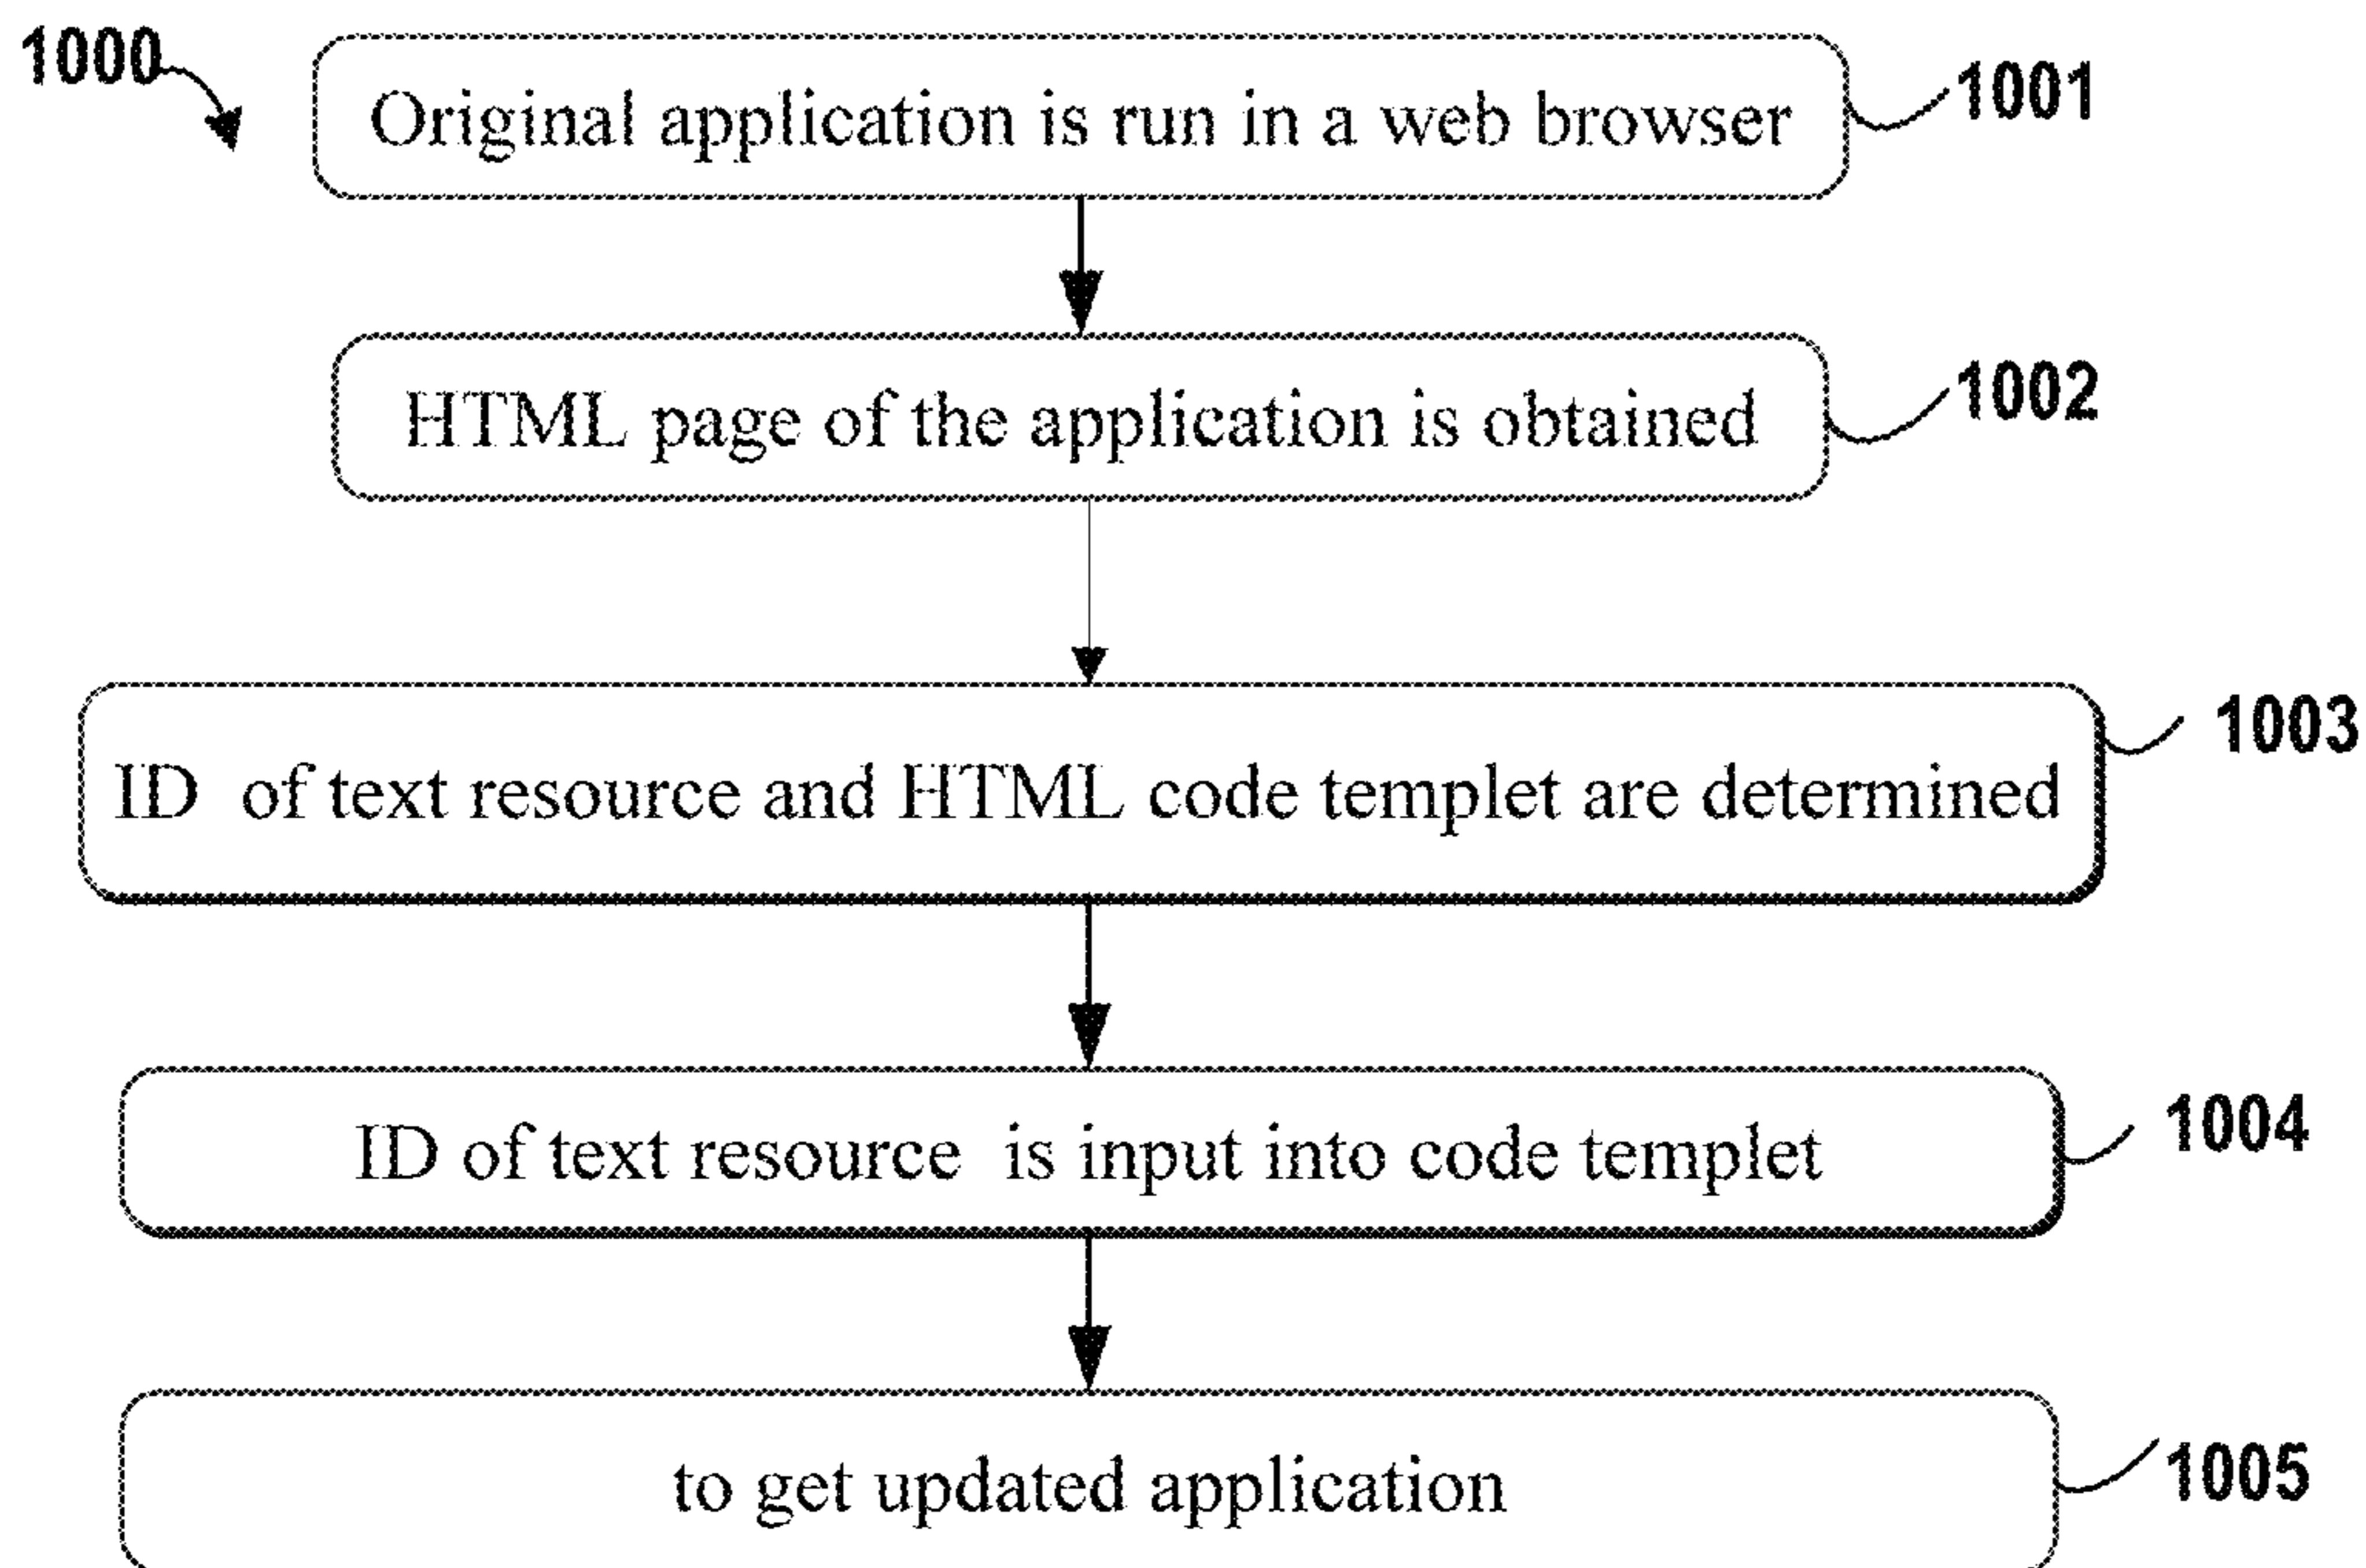 1000
Original application is run in a web browser
1001
HTML page of the application is obtained
1002
ID of text resource and HTML code templet are determined
1003
ID of text resource is input into code templet
1004
to get updated application
1005